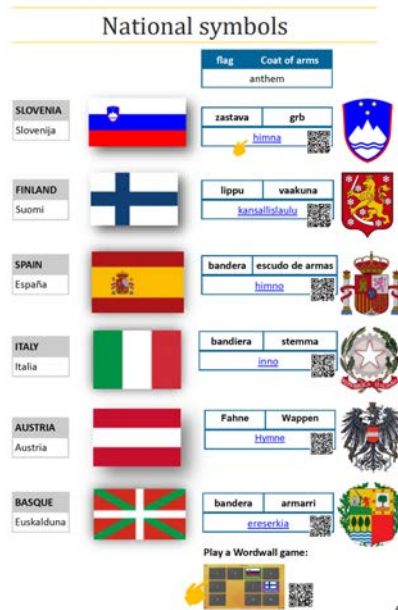 National symbols
flag Coat of arms
anthem
SLOVENIA
Slovenija
zastava grb
himna
FINLAND
Suomi
lippu vaakuna
kansallislaulu
SPAIN
España
bandera escudo de armas
himno
ITALY
Italia
bandiera stemma
inno
AUSTRIA
Austria
Fahne Wappen
Hymne
BASQUE
Euskalduna
bandera armarri
ereserkia
Play a Wordwall game: